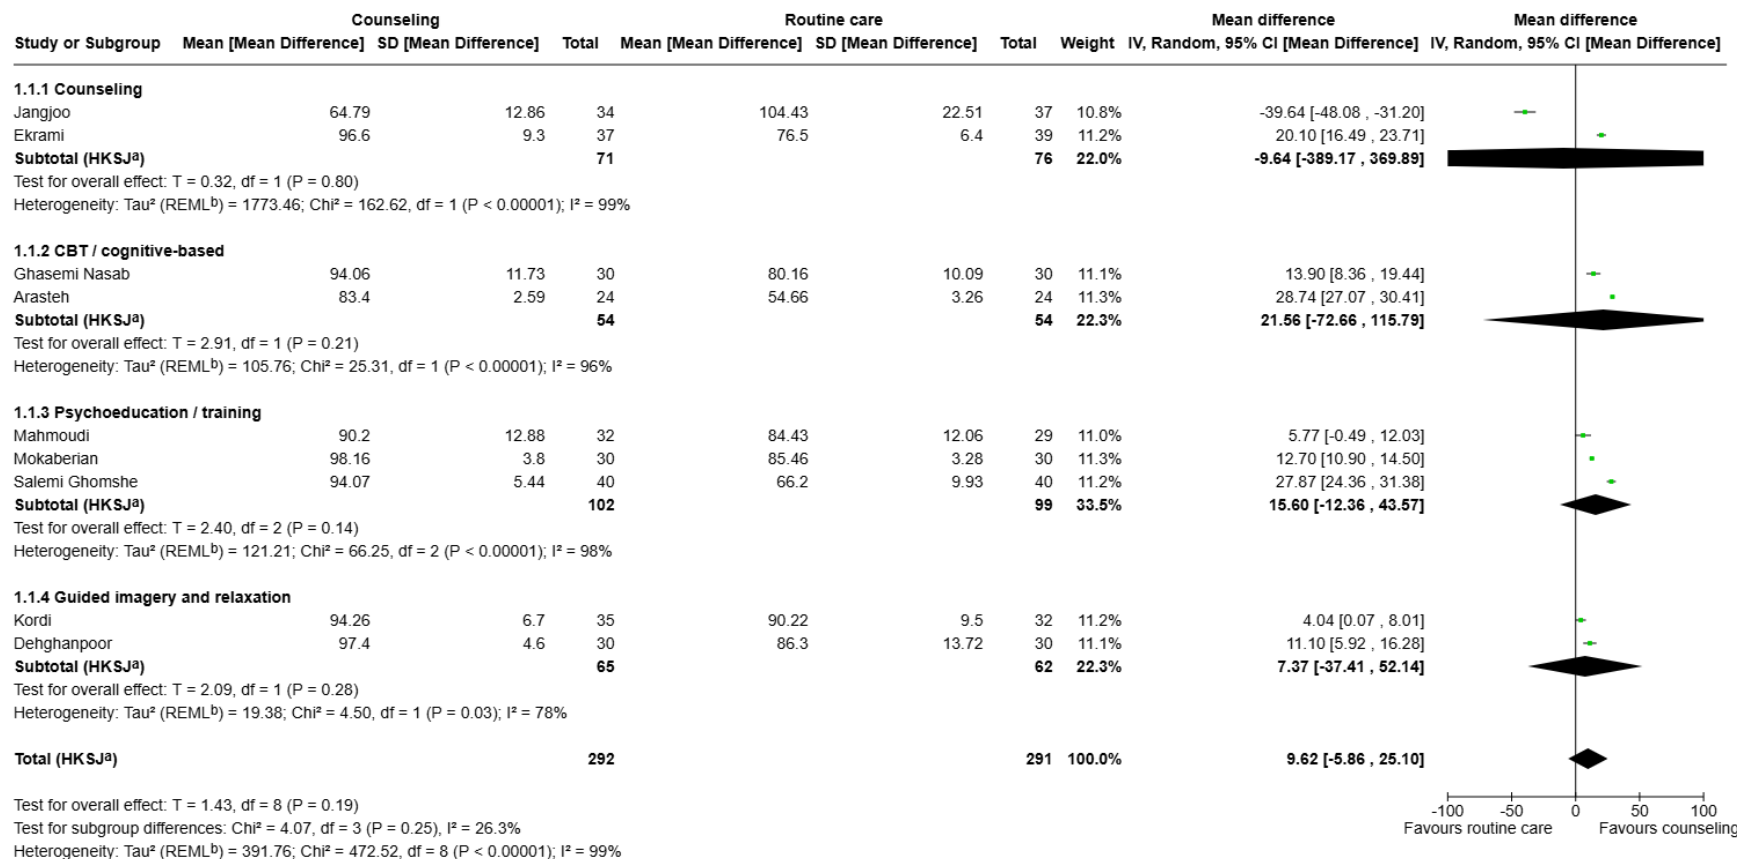 Counseling Routine care Mean difference Mean difference
Study or Subgroup Mean [Mean Difference] SD [Mean Difference] Total Mean [Mean Difference] SD [Mean Difference] Total Weight IV, Random, 95% CI [Mean Difference] IV, Random, 95% CI [Mean Difference]
1.1.1 Counseling
Jangjoo 64.79 12.86 34 104.43 22.51 37 10.8% -39.64 [-48.08 , -31.20]
Ekrami 96.6 9.3 37 76.5 6.4 39 11.2% 20.10 [16.49 , 23.71]
Subtotal (HKSJᵃ) 71 76 22.0% -9.64 [-389.17 , 369.89]
Test for overall effect: T = 0.32, df = 1 (P = 0.80)
Heterogeneity: Tau² (REMLᵇ) = 1773.46; Chi² = 162.62, df = 1 (P < 0.00001); I² = 99%
1.1.2 CBT / cognitive-based
Ghasemi Nasab 94.06 11.73 30 80.16 10.09 30 11.1% 13.90 [8.36 , 19.44]
Arasteh 83.4 2.59 24 54.66 3.26 24 11.3% 28.74 [27.07 , 30.41]
Subtotal (HKSJᵃ) 54 54 22.3% 21.56 [-72.66 , 115.79]
Test for overall effect: T = 2.91, df = 1 (P = 0.21)
Heterogeneity: Tau² (REMLᵇ) = 105.76; Chi² = 25.31, df = 1 (P < 0.00001); I² = 96%
1.1.3 Psychoeducation / training
Mahmoudi 90.2 12.88 32 84.43 12.06 29 11.0% 5.77 [-0.49 , 12.03]
Mokaberian 98.16 3.8 30 85.46 3.28 30 11.3% 12.70 [10.90 , 14.50]
Salemi Ghomshe 94.07 5.44 40 66.2 9.93 40 11.2% 27.87 [24.36 , 31.38]
Subtotal (HKSJᵃ) 102 99 33.5% 15.60 [-12.36 , 43.57]
Test for overall effect: T = 2.40, df = 2 (P = 0.14)
Heterogeneity: Tau² (REMLᵇ) = 121.21; Chi² = 66.25, df = 2 (P < 0.00001); I² = 98%
1.1.4 Guided imagery and relaxation
Kordi 94.26 6.7 35 90.22 9.5 32 11.2% 4.04 [0.07 , 8.01]
Dehghanpoor 97.4 4.6 30 86.3 13.72 30 11.1% 11.10 [5.92 , 16.28]
Subtotal (HKSJᵃ) 65 62 22.3% 7.37 [-37.41 , 52.14]
Test for overall effect: T = 2.09, df = 1 (P = 0.28)
Heterogeneity: Tau² (REMLᵇ) = 19.38; Chi² = 4.50, df = 1 (P = 0.03); I² = 78%
Total (HKSJᵃ) 292 291 100.0% 9.62 [-5.86 , 25.10]
Test for overall effect: T = 1.43, df = 8 (P = 0.19)
Test for subgroup differences: Chi² = 4.07, df = 3 (P = 0.25), I² = 26.3%
Heterogeneity: Tau² (REMLᵇ) = 391.76; Chi² = 472.52, df = 8 (P < 0.00001); I² = 99%
-100 -50 0 50 100
Favours routine care Favours counseling